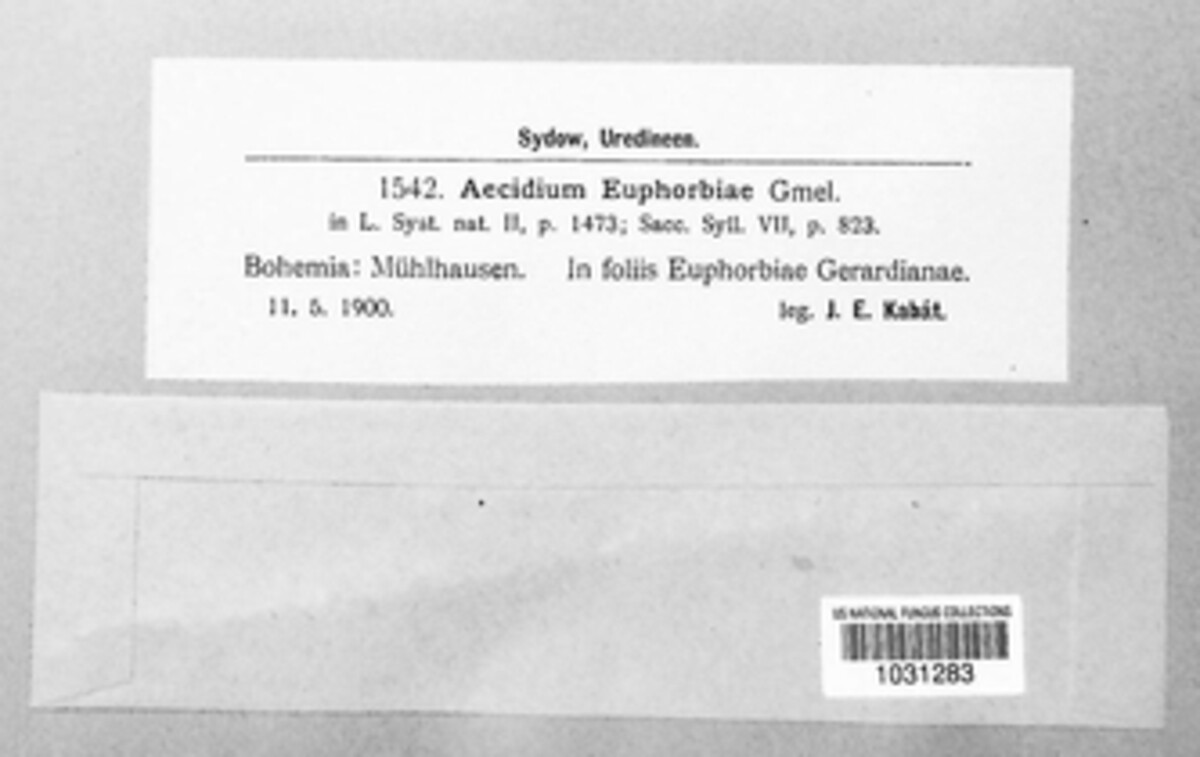 Sydow, Uredineen.
1542. Aecidium Euphorbiae Gmel.
in L. Syst. nat. II, p. 1473; Sacc. Syll. VII, p. 823.
Bohemia: Mühlhausen. In foliis Euphorbiae Gerardianae.
11. 5. 1900. leg. J. E. Kabát.
US NATIONAL FUNGUS COLLECTIONS
1031283